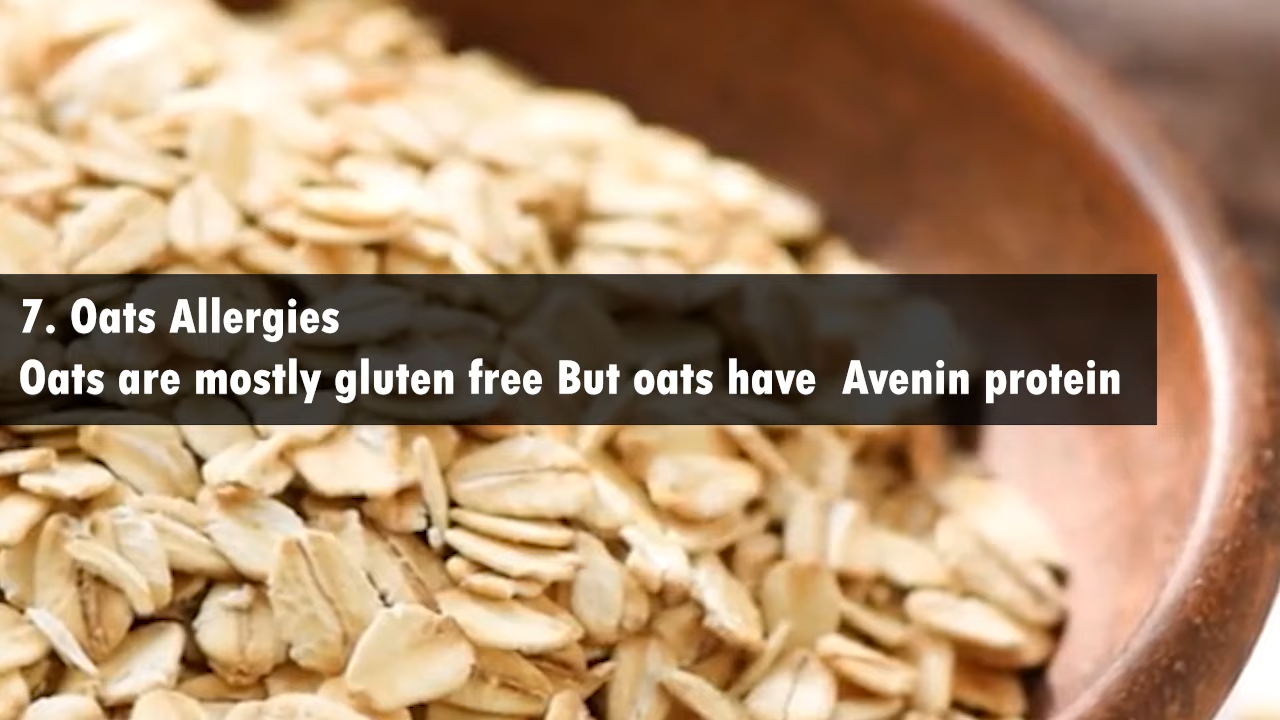 7. Oats Allergies
Oats are mostly gluten free But oats have  Avenin protein